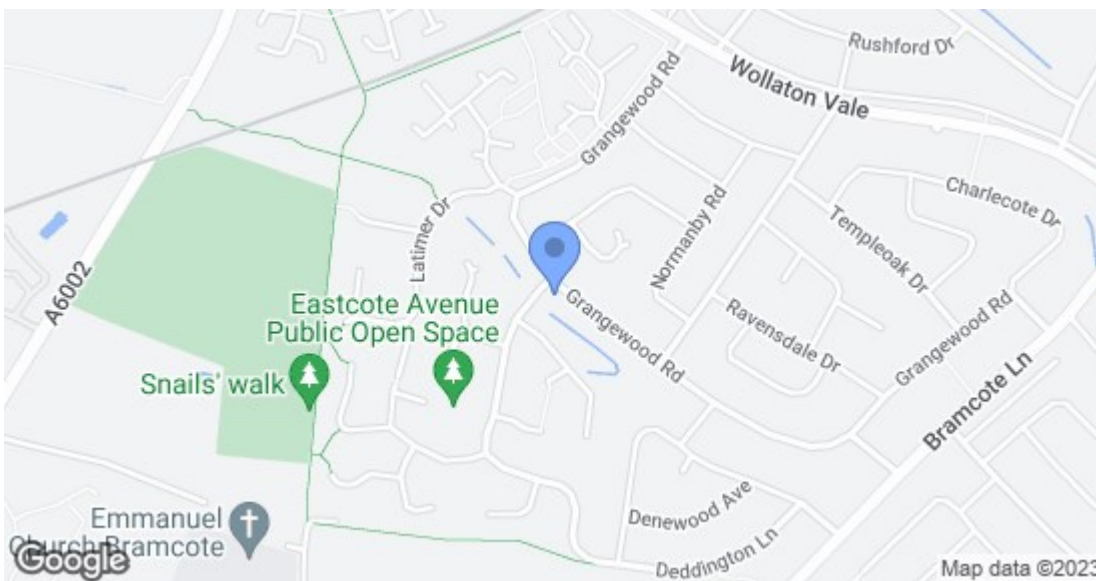 Rushford Dr
Wollaton Vale
Grangewood Rd
Charlecote Dr
Normanby Rd
Templeoak Dr
Latimer Dr
A6002
Eastcote Avenue
Public Open Space
Grangewood Rd
Ravensdale Dr
Grangewood Rd
Snails' walk
Bramcote Ln
Denewood Ave
Emmanuel
Church Bramcote
Deddington Ln
Google
Map data ©2023